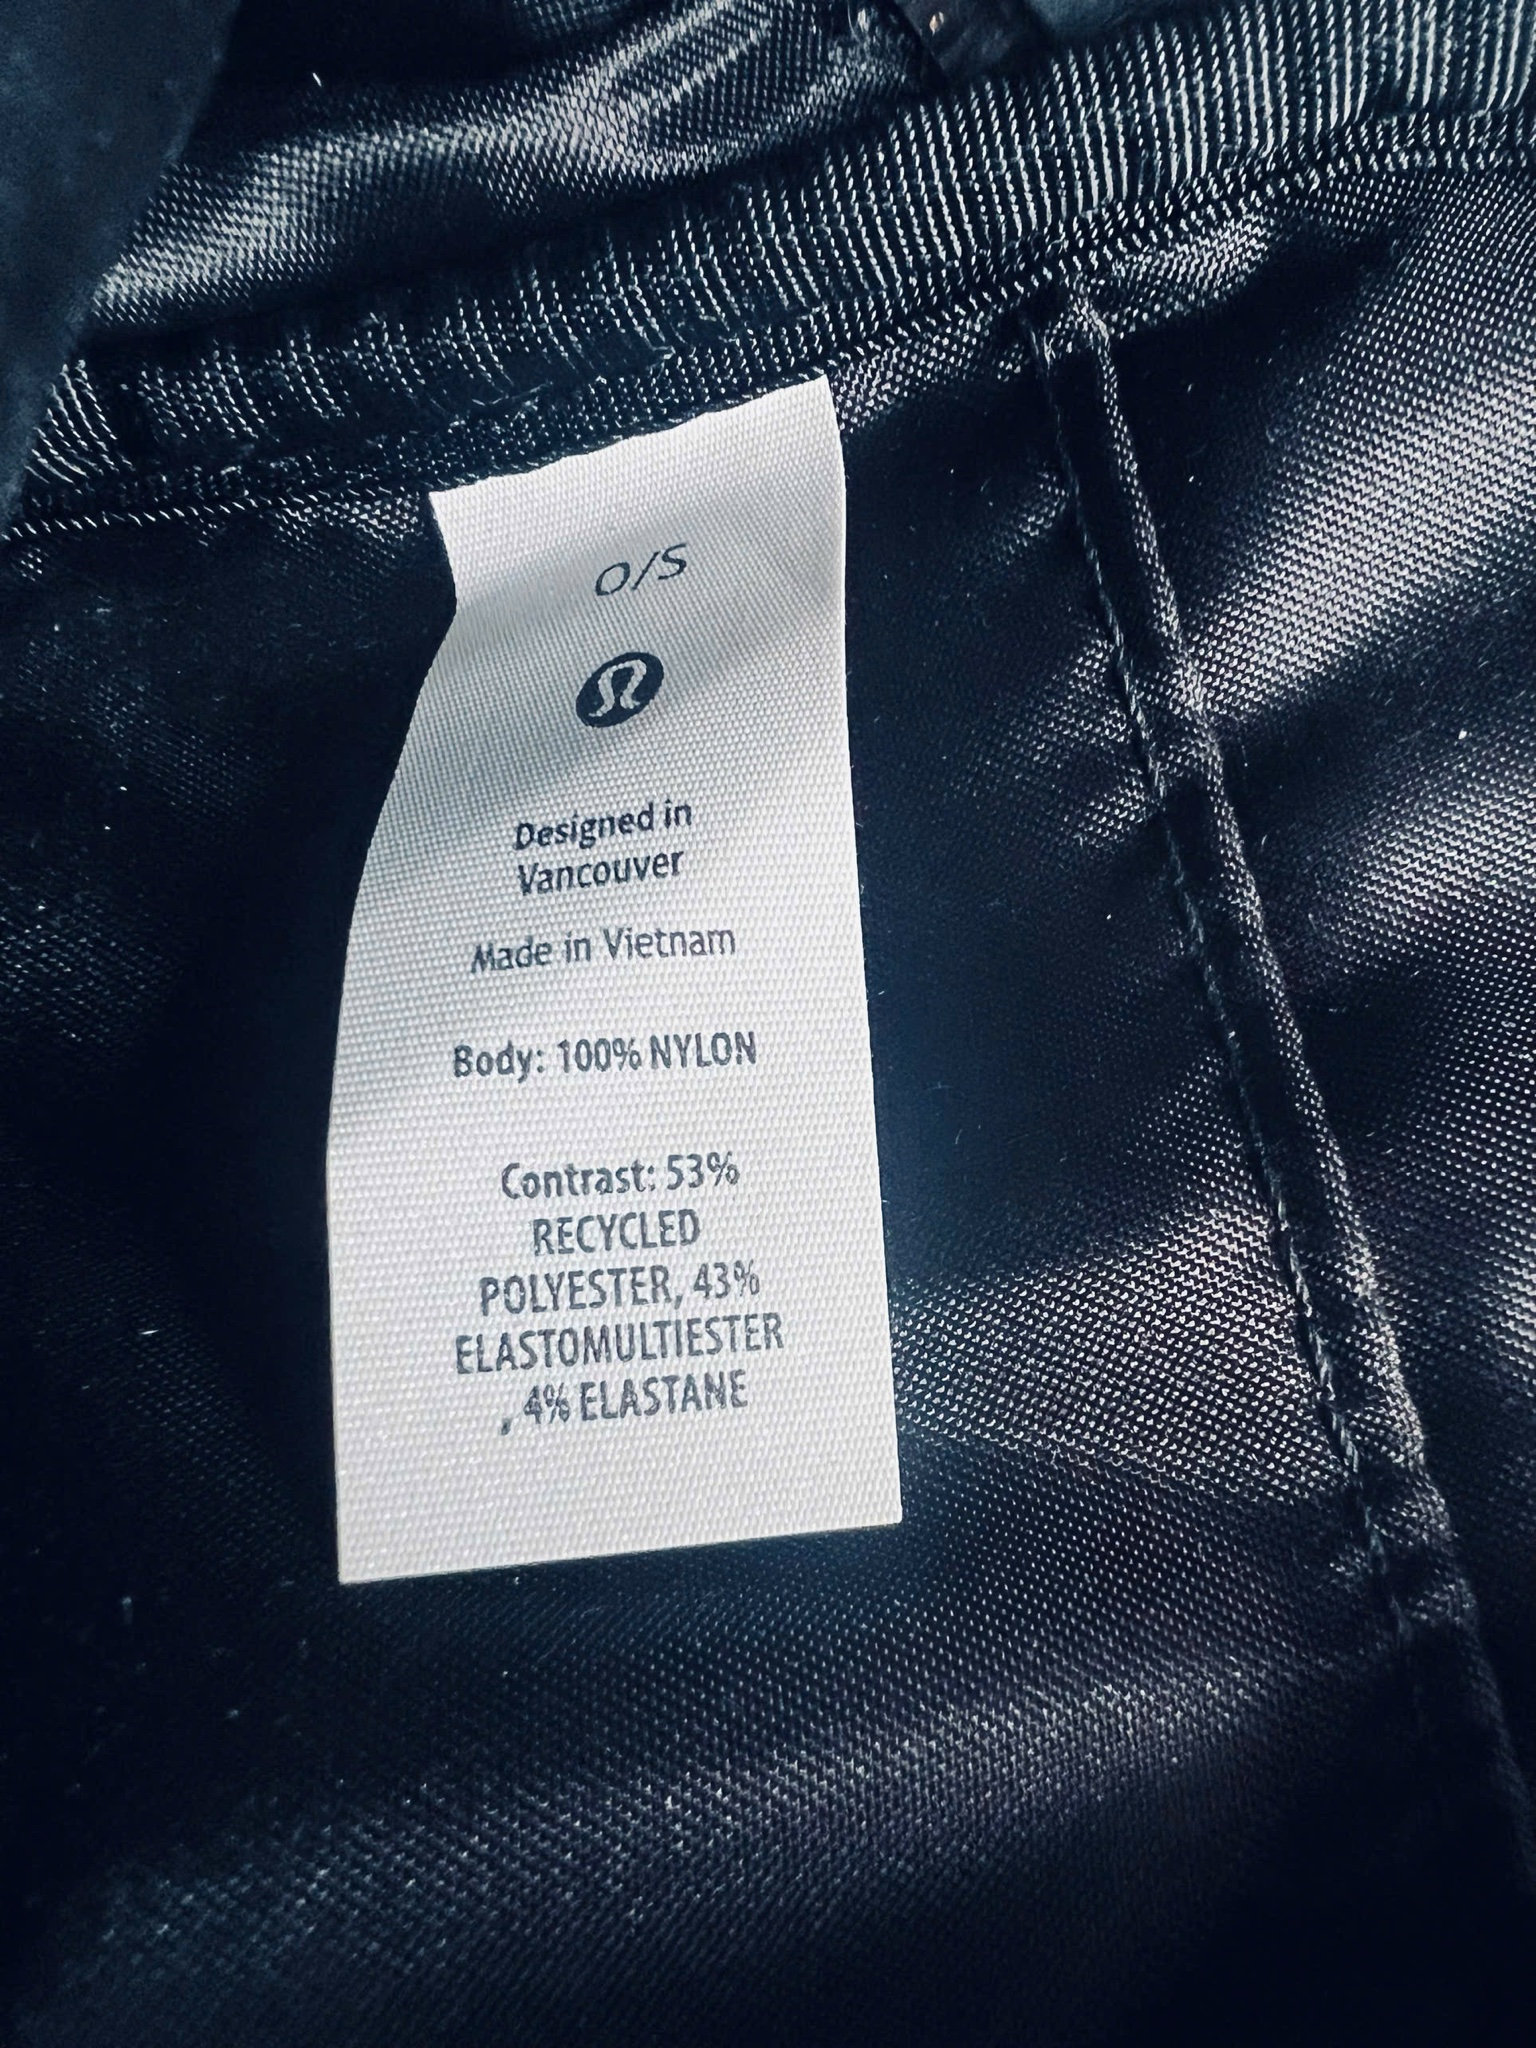 O/S
Designed in
Vancouver
Made in Vietnam
Body: 100% NYLON
Contrast: 53%
RECYCLED
POLYESTER, 43%
ELASTOMULTIESTER
, 4% ELASTANE